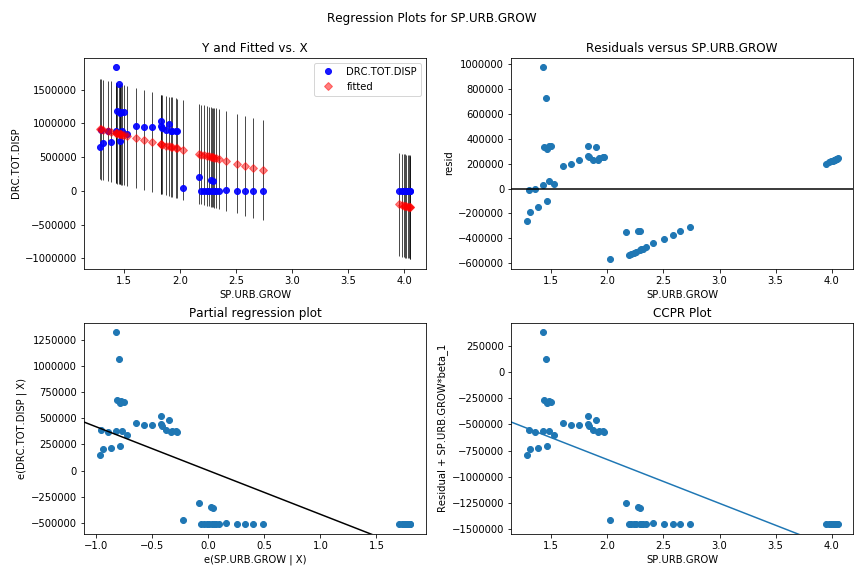 Regression Plots for SP.URB.GROW
Y and Fitted vs. X
DRC.TOT.DISP
1500000
1000000
500000
0
−500000
−1000000
DRC.TOT.DISP
fitted
1.5 2.0 2.5 3.0 3.5 4.0
SP.URB.GROW
Residuals versus SP.URB.GROW
resid
1000000
800000
600000
400000
200000
0
−200000
−400000
−600000
1.5 2.0 2.5 3.0 3.5 4.0
SP.URB.GROW
Partial regression plot
e(DRC.TOT.DISP | X)
1250000
1000000
750000
500000
250000
0
−250000
−500000
−1.0 −0.5 0.0 0.5 1.0 1.5
e(SP.URB.GROW | X)
CCPR Plot
Residual + SP.URB.GROW*beta_1
250000
0
−250000
−500000
−750000
−1000000
−1250000
−1500000
1.5 2.0 2.5 3.0 3.5 4.0
SP.URB.GROW